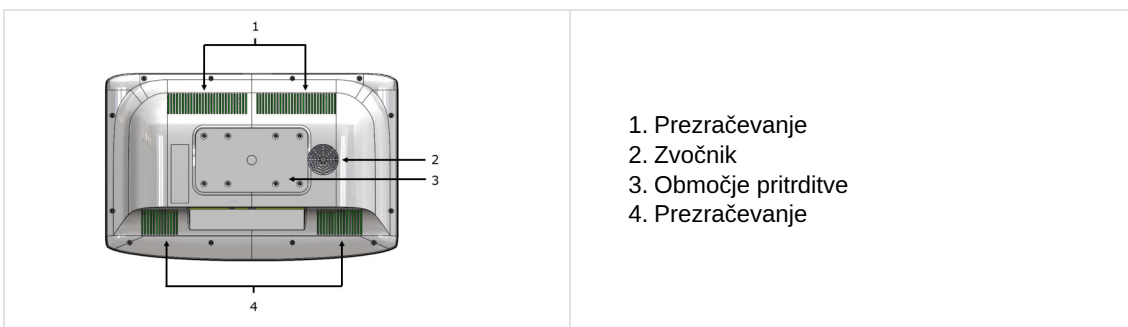 1
2
3
4
1. Prezračevanje
2. Zvočnik
3. Območje pritrditve
4. Prezračevanje